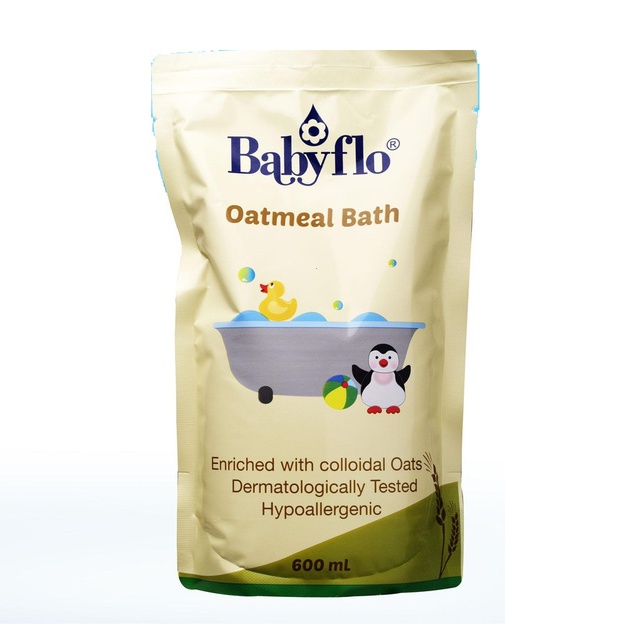 Babyflo®
Oatmeal Bath
Enriched with colloidal Oats
Dermatologically Tested
Hypoallergenic
600 mL